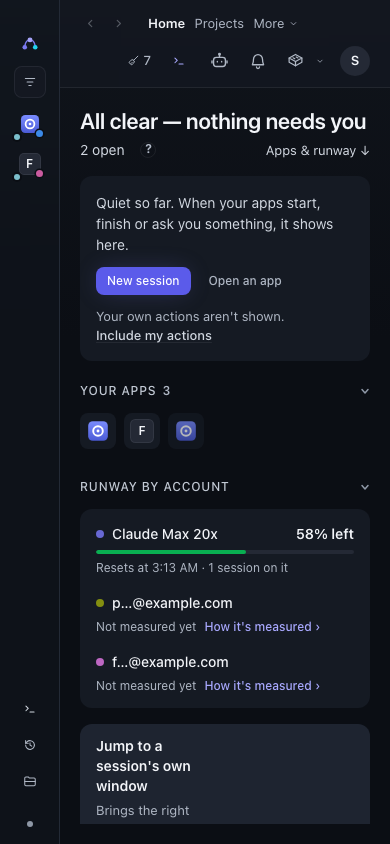 Home Projects More
7
S
F
All clear — nothing needs you
2 open ? Apps & runway ↓
Quiet so far. When your apps start,
finish or ask you something, it shows
here.
New session Open an app
Your own actions aren't shown.
Include my actions
YOUR APPS 3
F
RUNWAY BY ACCOUNT
Claude Max 20x 58% left
Resets at 3:13 AM · 1 session on it
p...@example.com
Not measured yet How it's measured ›
f...@example.com
Not measured yet How it's measured ›
Jump to a
session's own
window
Brings the right